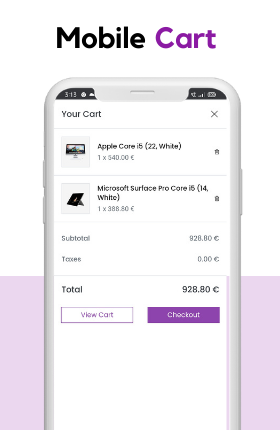 Mobile Cart
3:13
Your Cart
Apple Core i5 (22, White)
1 x 540.00 €
Microsoft Surface Pro Core i5 (14,
White)
1 x 388.80 €
Subtotal 928.80 €
Taxes 0.00 €
Total 928.80 €
View Cart Checkout